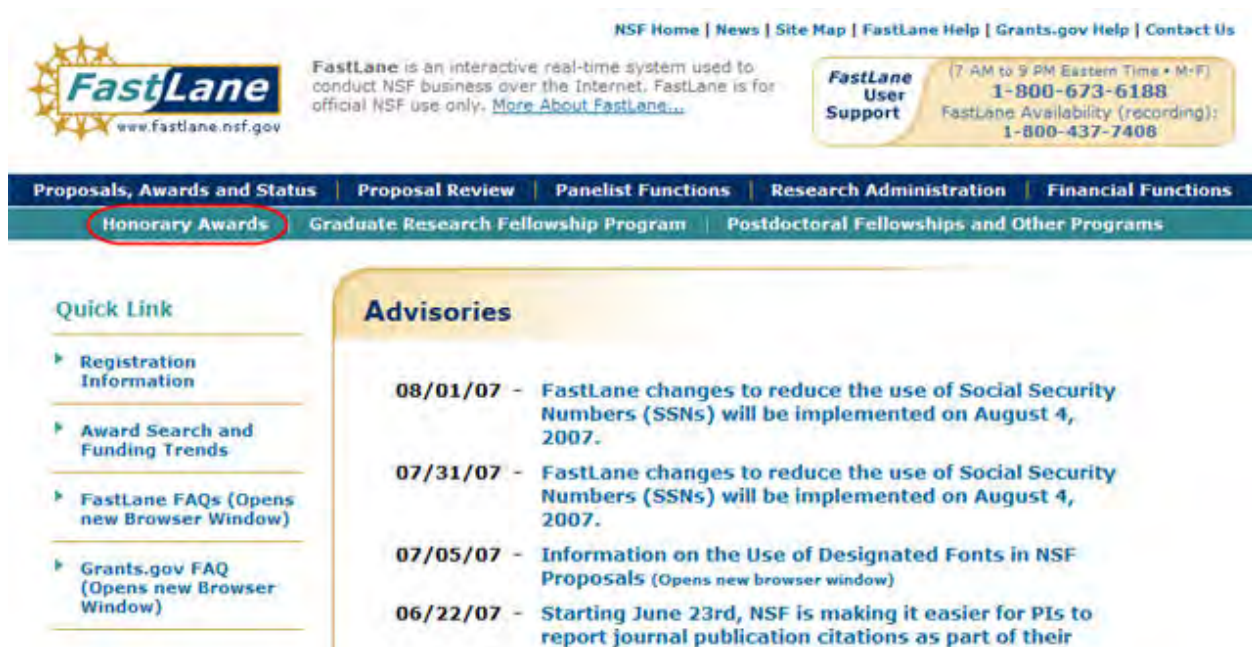 NSF Home | News | Site Map | FastLane Help | Grants.gov Help | Contact Us
FastLane
www.fastlane.nsf.gov
FastLane is an interactive real-time system used to
conduct NSF business over the Internet. FastLane is for
official NSF use only. More About FastLane...
FastLane
User
Support
(7 AM to 9 PM Eastern Time • M-F)
1-800-673-6188
FastLane Availability (recording):
1-800-437-7408
Proposals, Awards and Status | Proposal Review | Panelist Functions | Research Administration | Financial Functions
Honorary Awards | Graduate Research Fellowship Program | Postdoctoral Fellowships and Other Programs
Quick Link
Registration
Information
Award Search and
Funding Trends
FastLane FAQs (Opens
new Browser Window)
Grants.gov FAQ
(Opens new Browser
Window)
Advisories
08/01/07 - FastLane changes to reduce the use of Social Security
Numbers (SSNs) will be implemented on August 4,
2007.
07/31/07 - FastLane changes to reduce the use of Social Security
Numbers (SSNs) will be implemented on August 4,
2007.
07/05/07 - Information on the Use of Designated Fonts in NSF
Proposals (Opens new browser window)
06/22/07 - Starting June 23rd, NSF is making it easier for PIs to
report journal publication citations as part of their